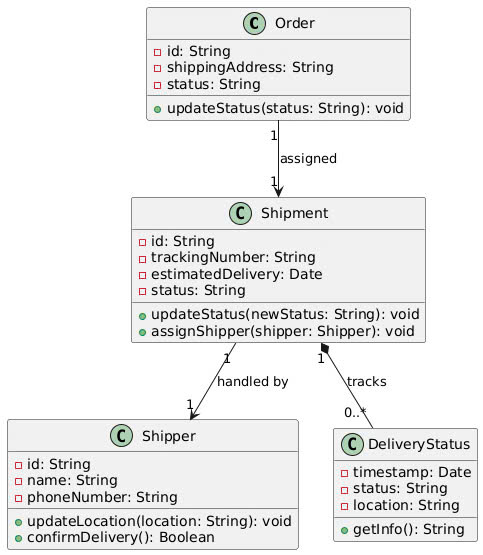 C Order
id: String
shippingAddress: String
status: String
updateStatus(status: String): void
1
assigned
1
C Shipment
id: String
trackingNumber: String
estimatedDelivery: Date
status: String
updateStatus(newStatus: String): void
assignShipper(shipper: Shipper): void
1
handled by
1
1
tracks
0..*
C Shipper
id: String
name: String
phoneNumber: String
updateLocation(location: String): void
confirmDelivery(): Boolean
C DeliveryStatus
timestamp: Date
status: String
location: String
getInfo(): String